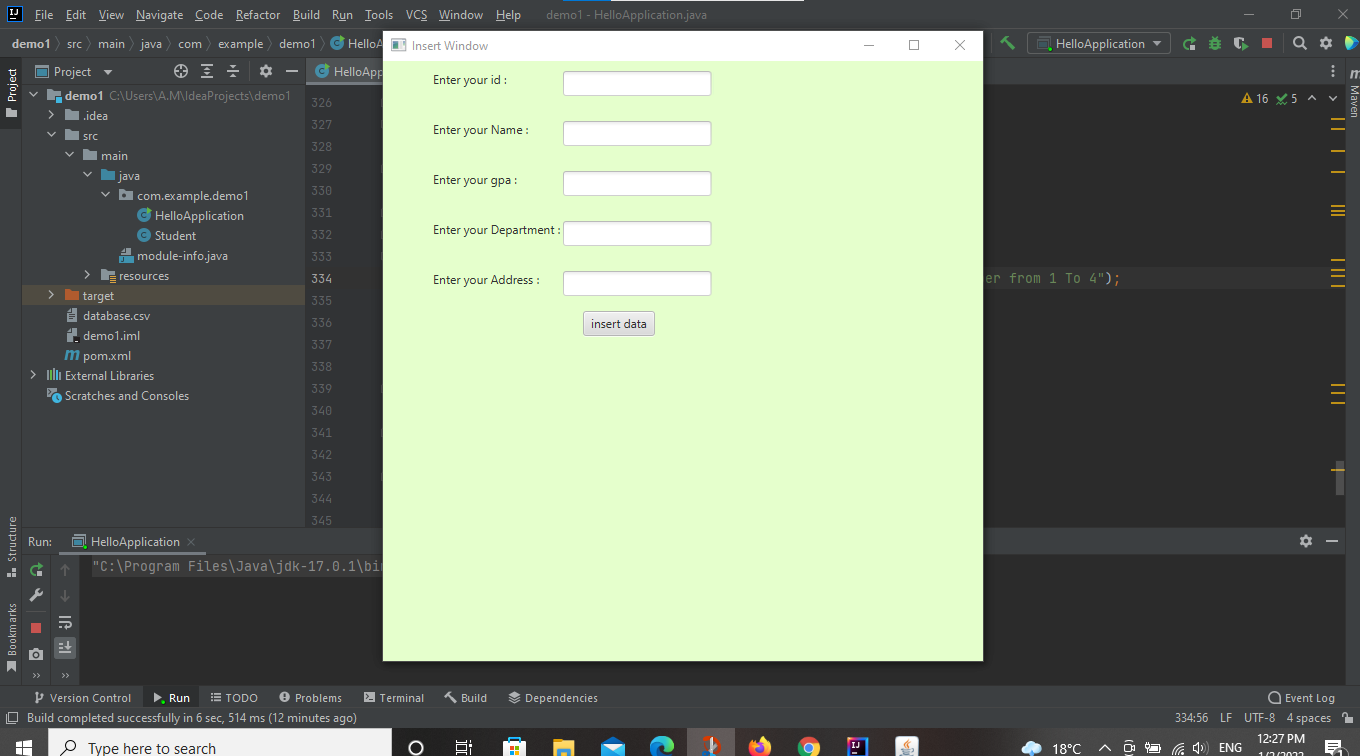 File Edit View Navigate Code Refactor Build Run Tools VCS Window Help demo1 - HelloApplication.java
demo1 src main java com example demo1 HelloA
HelloApplication
Insert Window
Project
HelloApp
Project
Maven
demo1 C:\Users\A.M\IdeaProjects\demo1
.idea
src
main
java
com.example.demo1
HelloApplication
Student
module-info.java
resources
target
database.csv
demo1.iml
pom.xml
External Libraries
Scratches and Consoles
326
327
328
329
330
331
332
333
334
335
336
337
338
339
340
341
342
343
344
345
16 5
er from 1 To 4");
Enter your id :
Enter your Name :
Enter your gpa :
Enter your Department :
Enter your Address :
insert data
Structure
Bookmarks
Run: HelloApplication
"C:\Program Files\Java\jdk-17.0.1\bin
Version Control Run TODO Problems Terminal Build Dependencies Event Log
Build completed successfully in 6 sec, 514 ms (12 minutes ago) 334:56 LF UTF-8 4 spaces
Type here to search
18°C ENG
12:27 PM